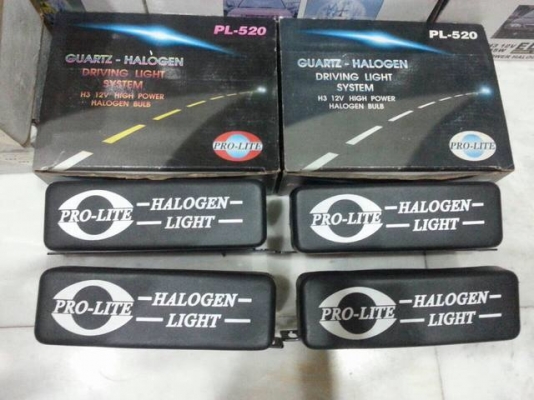 PL-520
QUARTZ - HALOGEN
DRIVING LIGHT
SYSTEM
H3 12V HIGH POWER
HALOGEN BULB
PRO-LITE
PL-520
QUARTZ - HALOGEN
DRIVING LIGHT
SYSTEM
H3 12V HIGH POWER
HALOGEN BULB
PRO-LITE
PRO-LITE
HALOGEN
LIGHT
PRO-LITE
HALOGEN
LIGHT
PRO-LITE
HALOGEN
LIGHT
PRO-LITE
HALOGEN
LIGHT